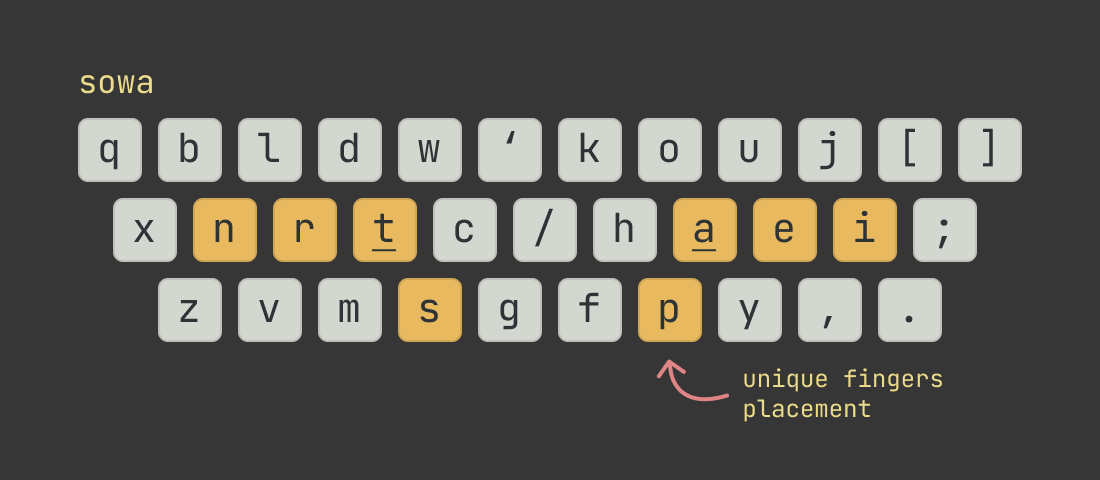 sowa
q b l d w ‘ k o u j [ ]
x n r t c / h a e i ;
z v m s g f p y , .
unique fingers
placement